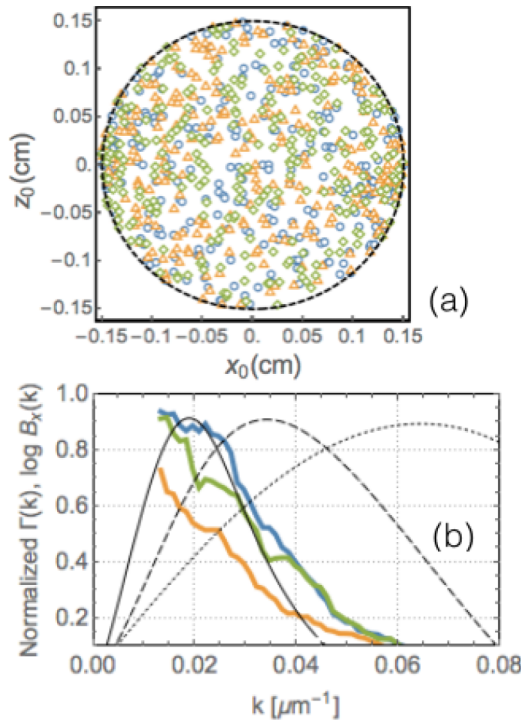 0.15
0.10
0.05
0.
−0.05
−0.1
−0.15
z0(cm)
−0.15 −0.1 −0.05 0. 0.05 0.1 0.15
x0(cm)
(a)
Normalized Γ(k), log Bx(k)
1.0
0.8
0.6
0.4
0.2
(b)
0.00 0.02 0.04 0.06 0.08
k [μm⁻¹]